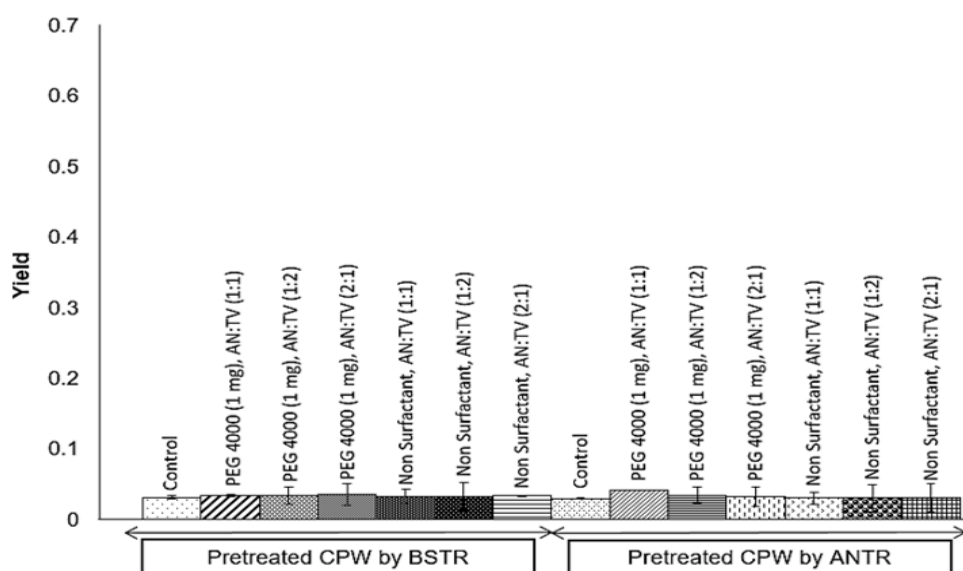 0.7
0.6
0.5
0.4
0.3
0.2
0.1
0
Yield
Control
PEG 4000 (1 mg), AN:TV (1:1)
PEG 4000 (1 mg), AN:TV (1:2)
PEG 4000 (1 mg), AN:TV (2:1)
Non Surfactant, AN:TV (1:1)
Non Surfactant, AN:TV (1:2)
Non Surfactant, AN:TV (2:1)
Control
PEG 4000 (1 mg), AN:TV (1:1)
PEG 4000 (1 mg), AN:TV (1:2)
PEG 4000 (1 mg), AN:TV (2:1)
Non Surfactant, AN:TV (1:1)
Non Surfactant, AN:TV (1:2)
Non Surfactant, AN:TV (2:1)
Pretreated CPW by BSTR
Pretreated CPW by ANTR